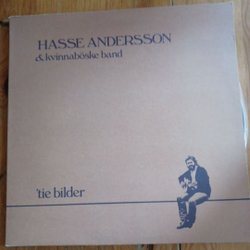 HASSE ANDERSSON
& kvinnaböske band
'tie bilder